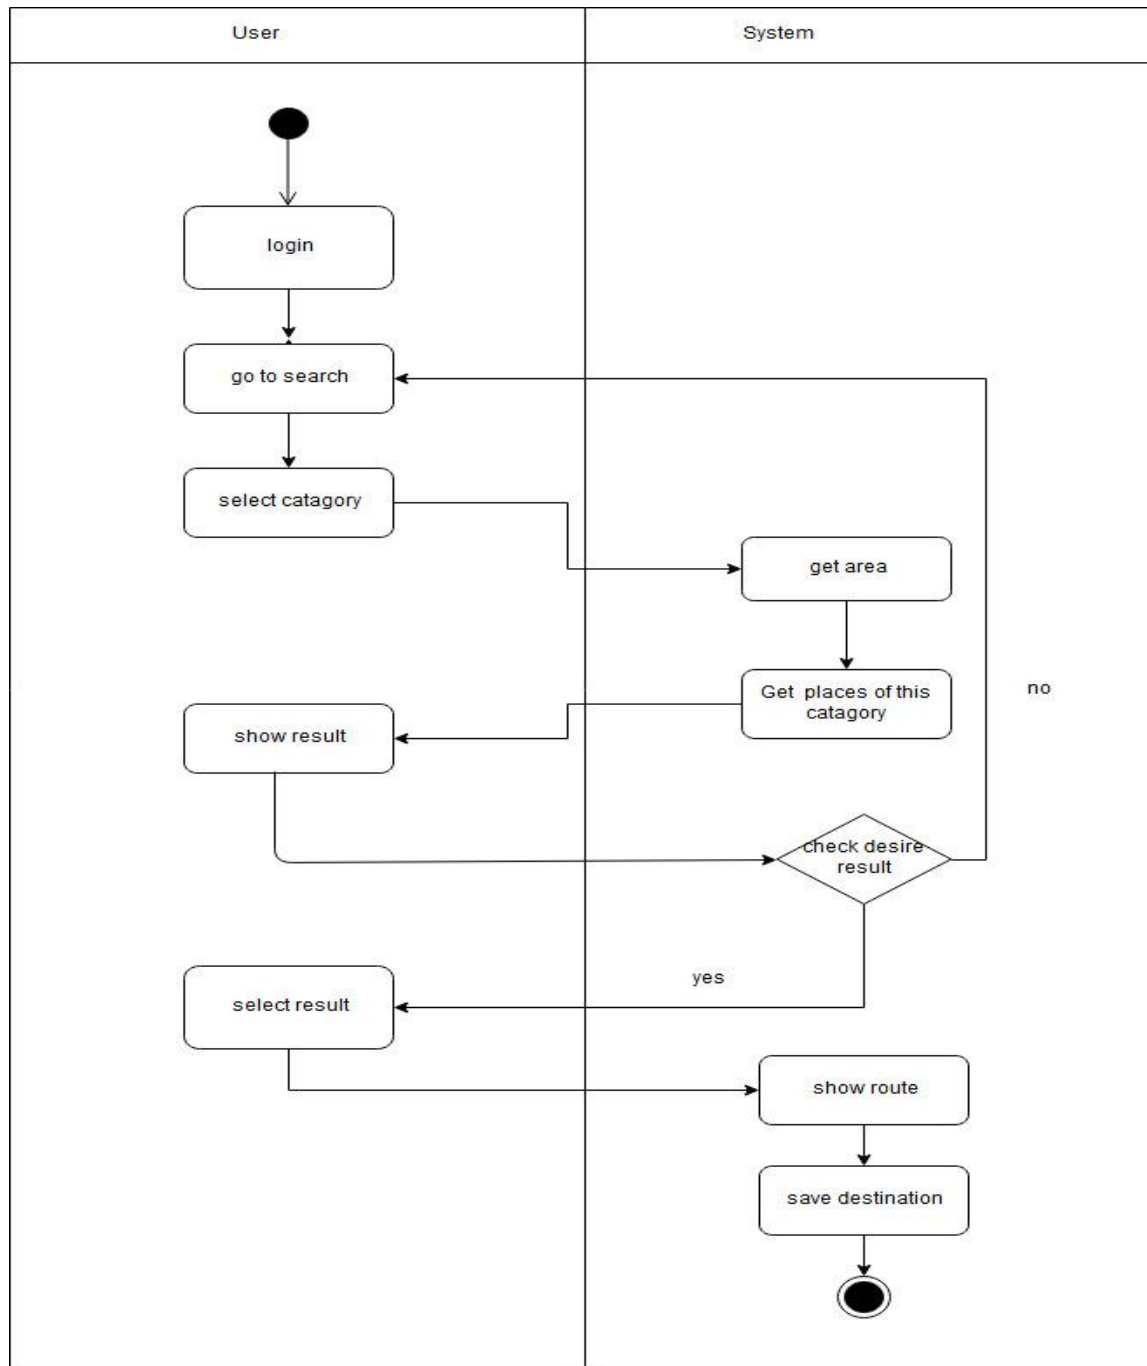 User
System
login
go to search
select catagory
get area
Get places of this
catagory
no
show result
check desire
result
yes
select result
show route
save destination